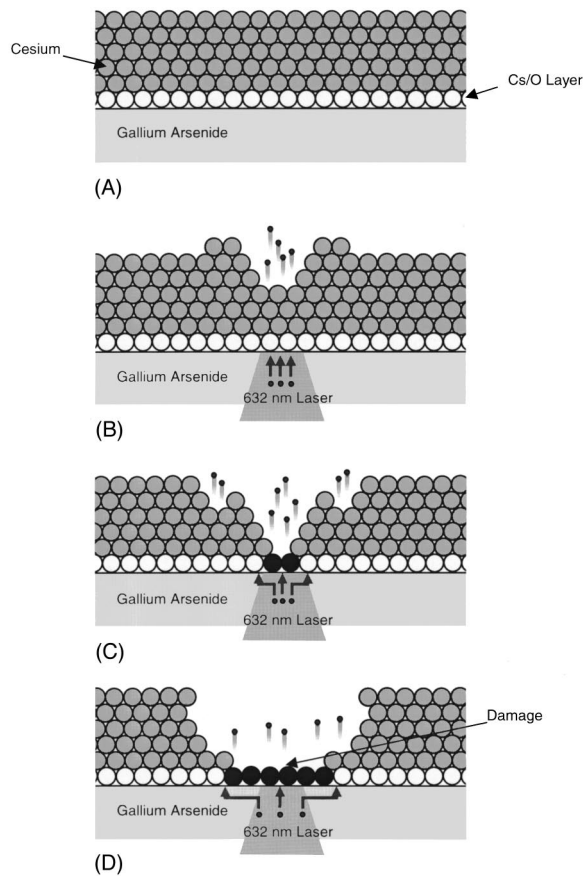 Cesium
Cs/O Layer
Gallium Arsenide
(A)
Gallium Arsenide
632 nm Laser
(B)
Gallium Arsenide
632 nm Laser
(C)
Damage
Gallium Arsenide
632 nm Laser
(D)